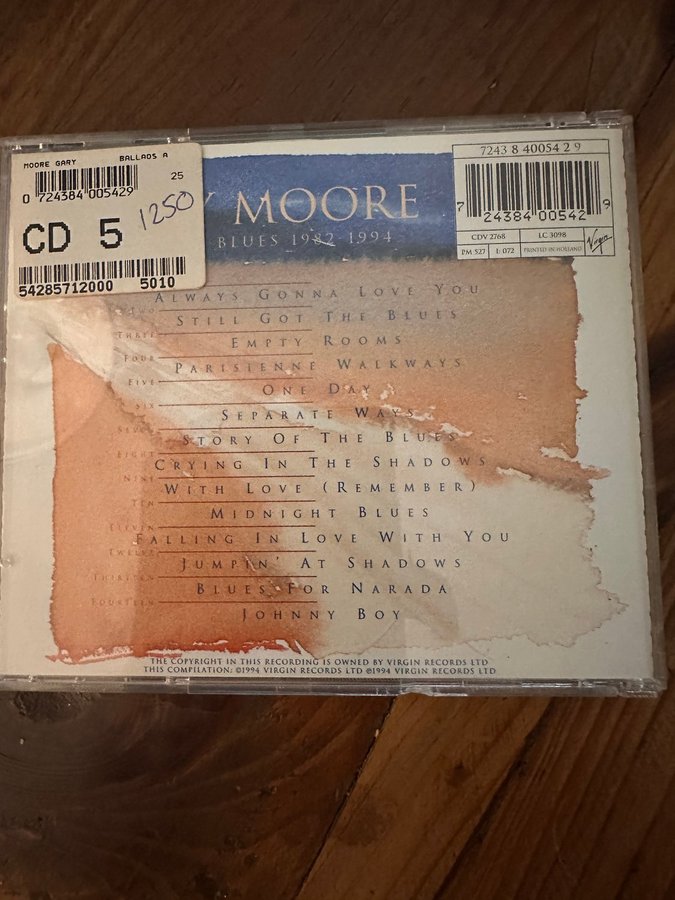 MOORE GARY BALLADS A
25
0 724384 005429
CD 5 1250
54285712000 5010
7243 8 40054 2 9
7 24384 00542 9
CDV 2768 LC 3098
PM 527 I: 072 PRINTED IN HOLLAND Virgin
Y MOORE
BLUES 1982-1994
ALWAYS GONNA LOVE YOU
TWO
STILL GOT THE BLUES
THREE
EMPTY ROOMS
FOUR
PARISIENNE WALKWAYS
FIVE
ONE DAY
SIX
SEPARATE WAYS
SEVEN
STORY OF THE BLUES
EIGHT
CRYING IN THE SHADOWS
NINE
WITH LOVE (REMEMBER)
TEN
MIDNIGHT BLUES
ELEVEN
FALLING IN LOVE WITH YOU
TWELVE
JUMPIN' AT SHADOWS
THIRTEEN
BLUES FOR NARADA
FOURTEEN
JOHNNY BOY
THE COPYRIGHT IN THIS RECORDING IS OWNED BY VIRGIN RECORDS LTD
THIS COMPILATION: ©1994 VIRGIN RECORDS LTD ℗1994 VIRGIN RECORDS LTD